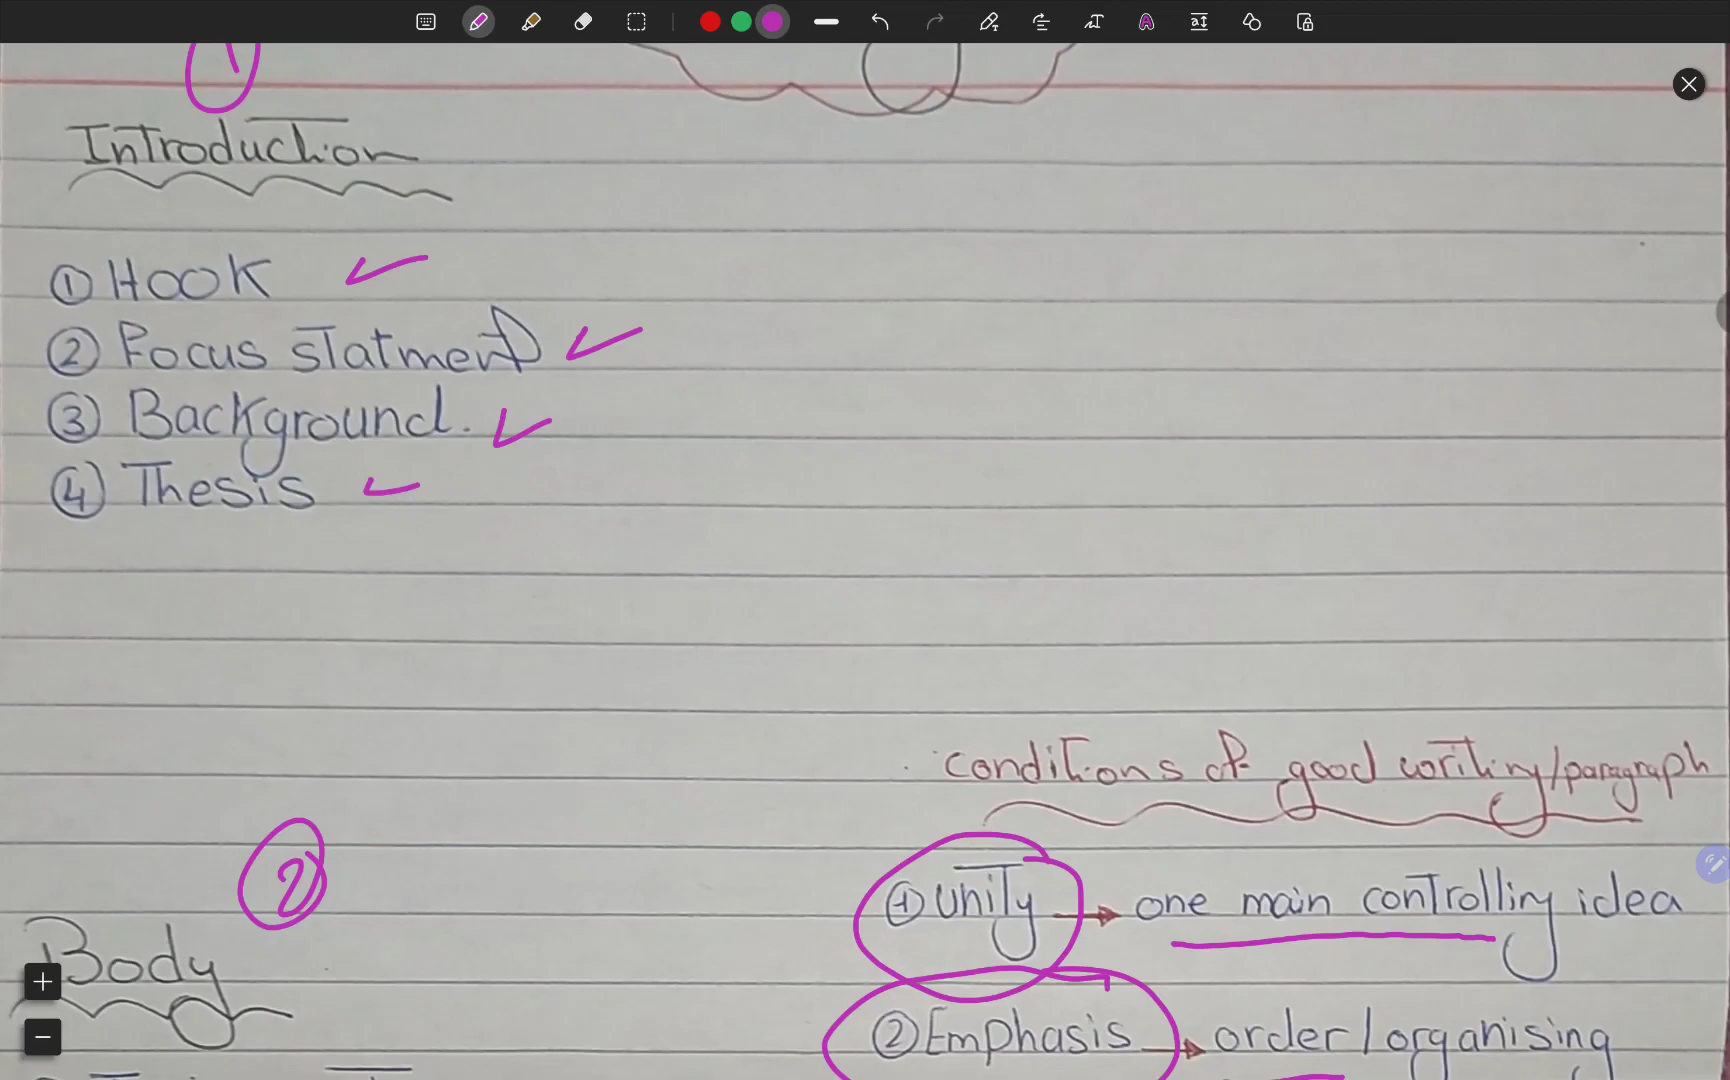 1
Introduction
① Hook
② Focus statment
③ Background.
④ Thesis
conditions of good writing/paragraph
2
① unity → one main controlling idea
Body
② Emphasis → order/organising